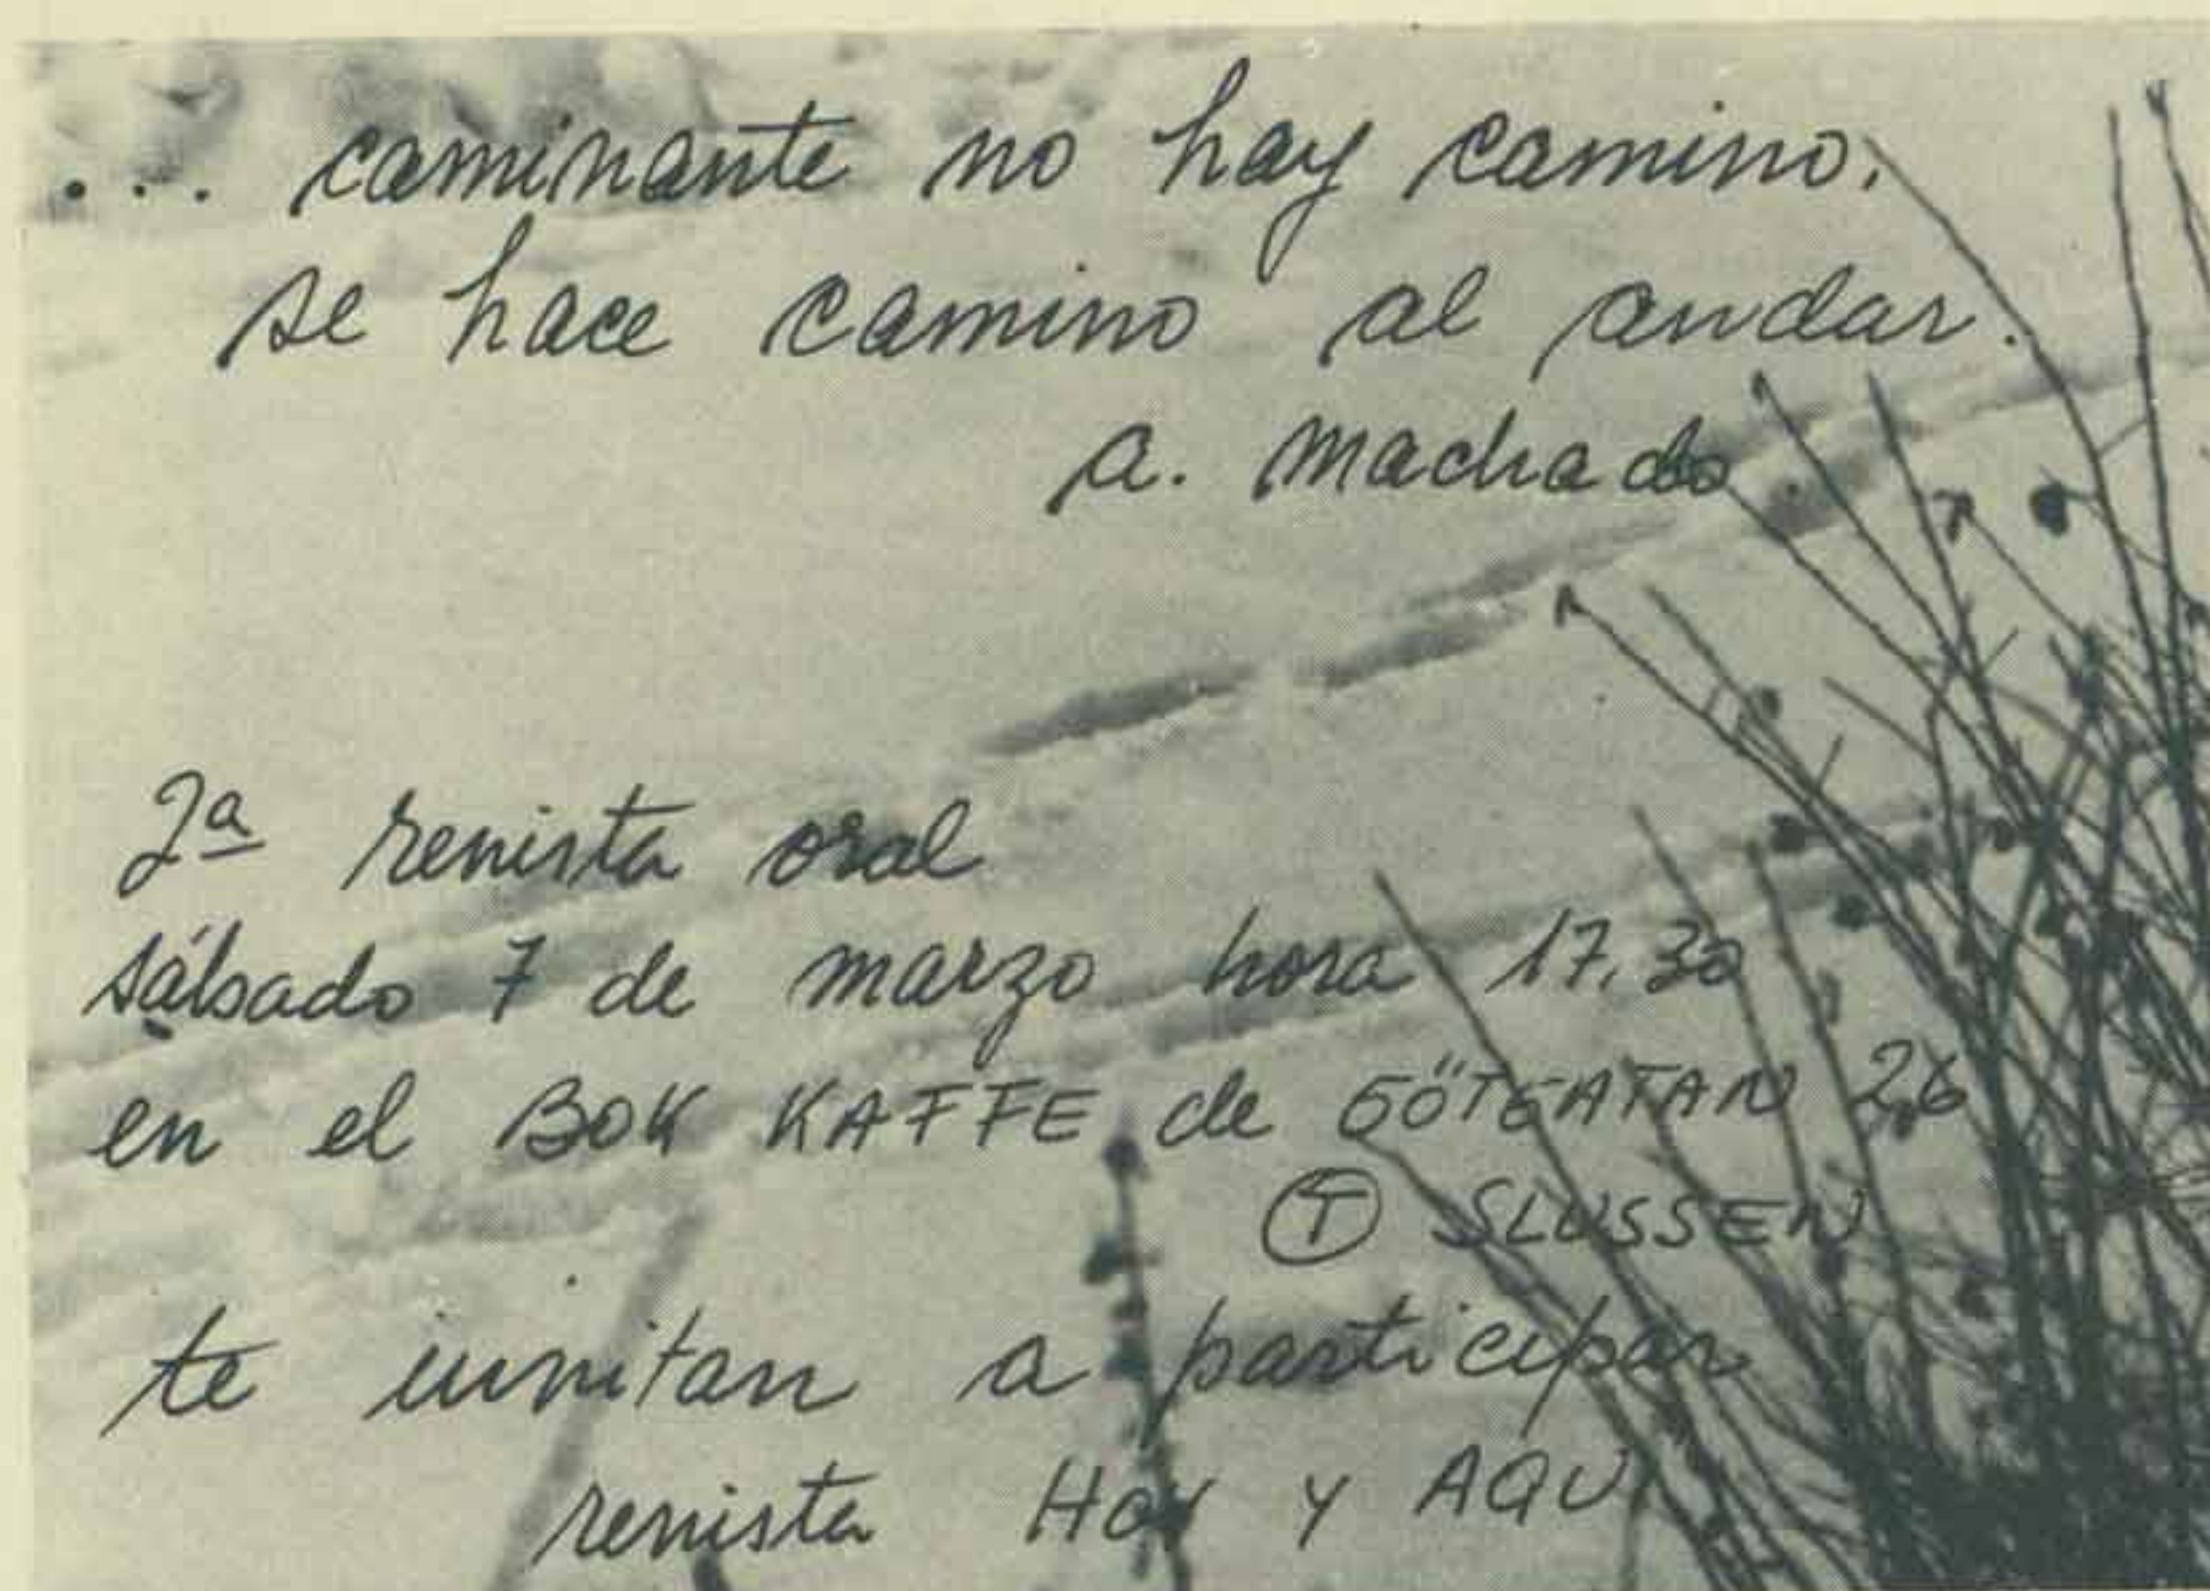 ... caminante no hay camino,
se hace camino al andar.
a. machado
2ª revista oral
sábado 7 de marzo hora 17,30
en el BOK KAFFE de GÖTGATAN 26
Ⓣ SLUSSEN
te invitan a participar
revista HOY y AQUÍ